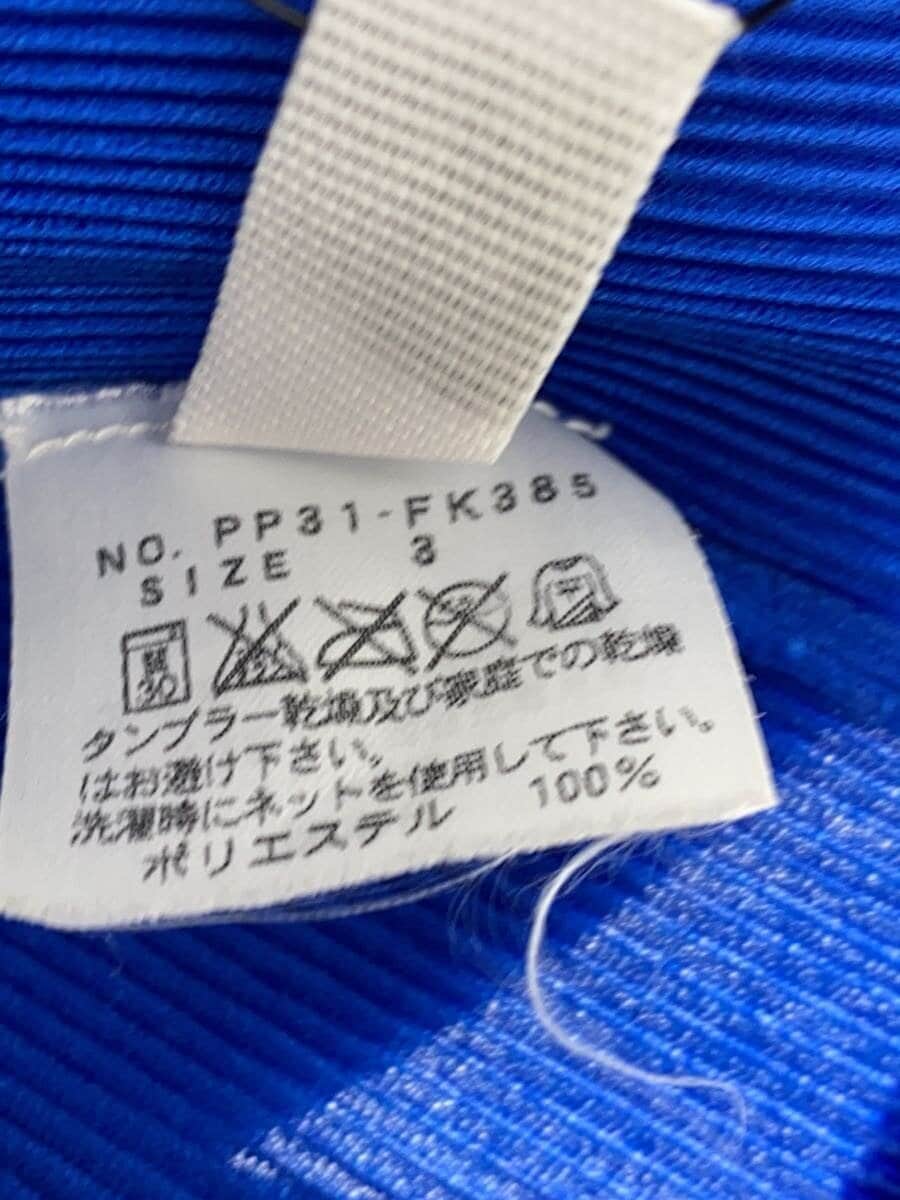 NO. PP31-FK385
SIZE 3
30
タンブラー乾燥及び家庭での乾燥
はお避け下さい。
洗濯時にネットを使用して下さい。
ポリエステル 100%